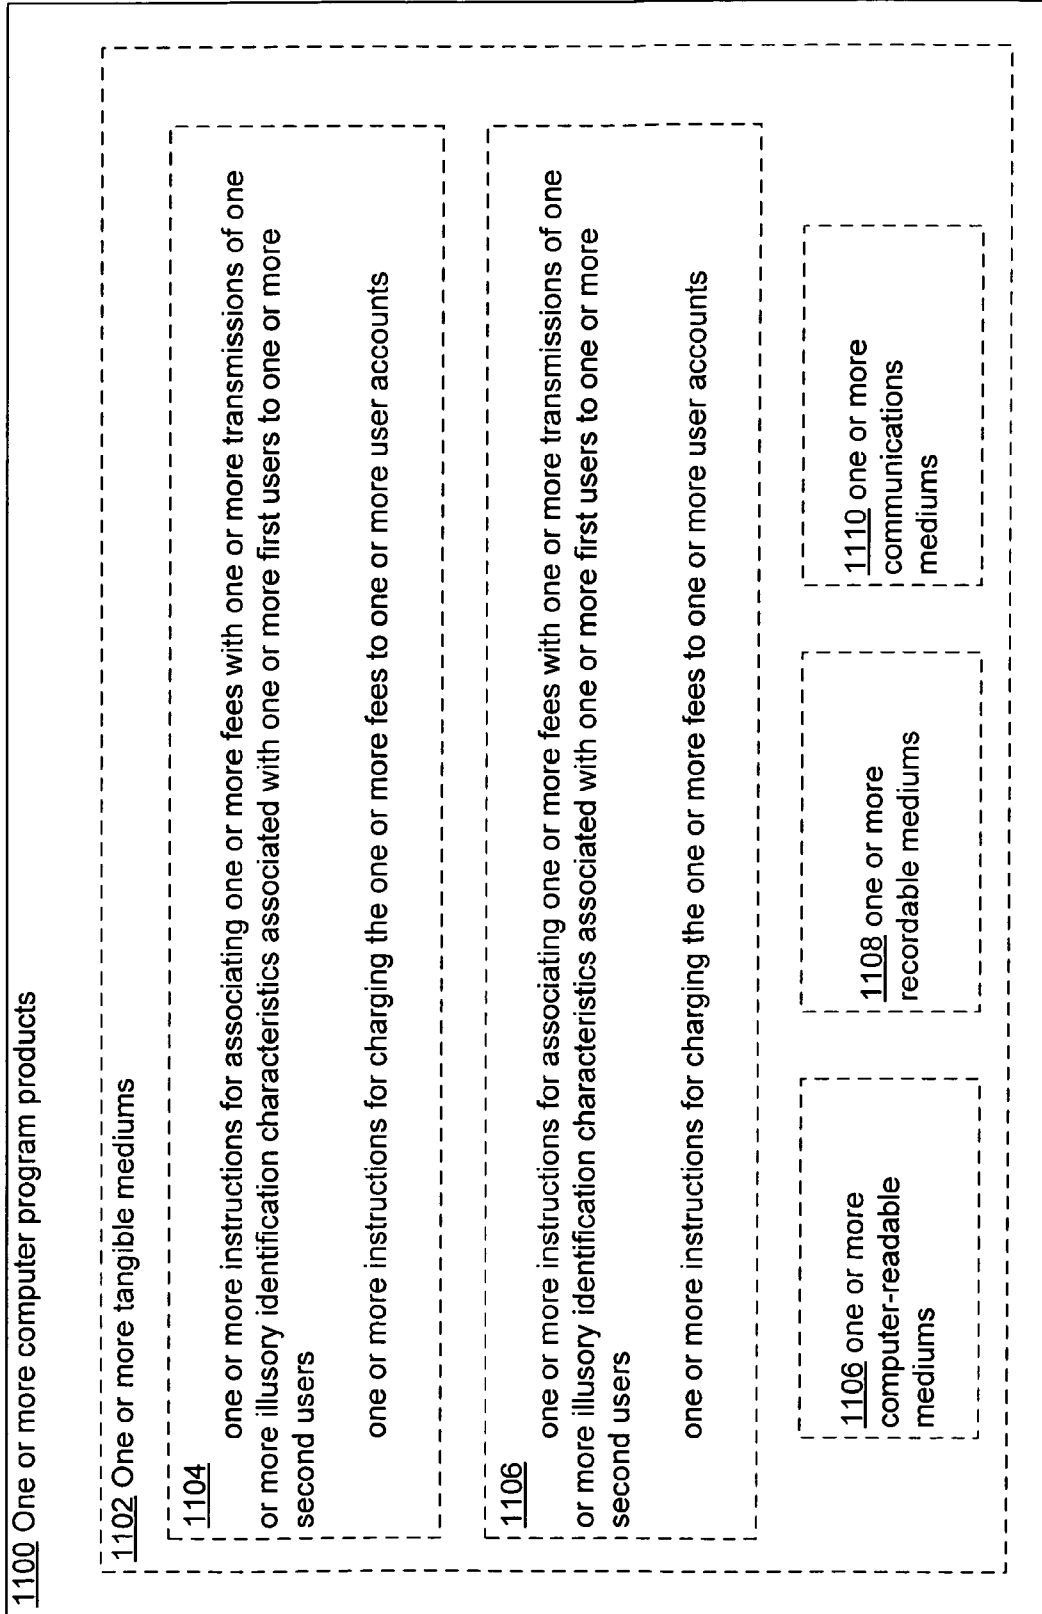 1100 One or more computer program products
1102 One or more tangible mediums
1104
one or more instructions for associating one or more fees with one or more transmissions of one
or more illusory identification characteristics associated with one or more first users to one or more
second users
one or more instructions for charging the one or more fees to one or more user accounts
1106
one or more instructions for associating one or more fees with one or more transmissions of one
or more illusory identification characteristics associated with one or more first users to one or more
second users
one or more instructions for charging the one or more fees to one or more user accounts
1106 one or more
computer-readable
mediums
1108 one or more
recordable mediums
1110 one or more
communications
mediums